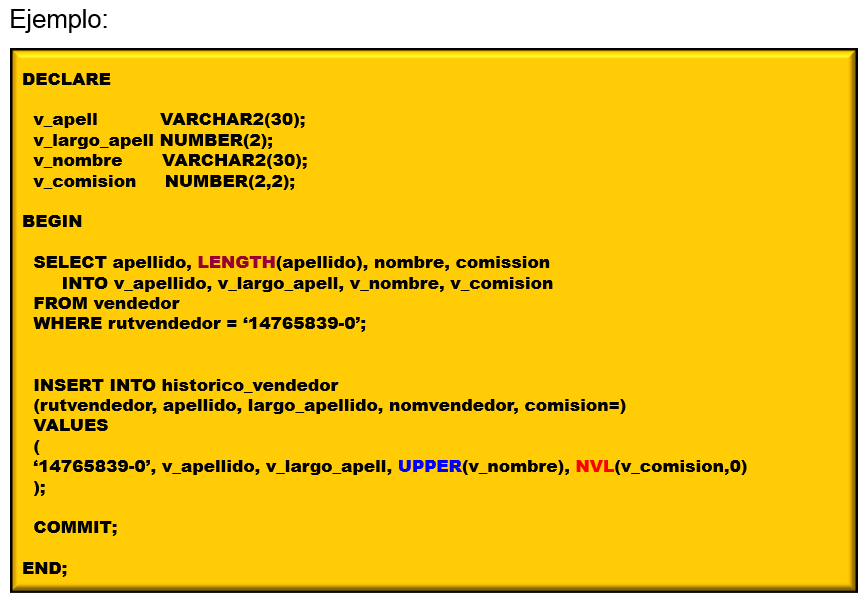 Ejemplo:
DECLARE
v_apell VARCHAR2(30);
v_largo_apell NUMBER(2);
v_nombre VARCHAR2(30);
v_comision NUMBER(2,2);
BEGIN
SELECT apellido, LENGTH(apellido), nombre, comission
INTO v_apellido, v_largo_apell, v_nombre, v_comision
FROM vendedor
WHERE rutvendedor = ‘14765839-0’;
INSERT INTO historico_vendedor
(rutvendedor, apellido, largo_apellido, nomvendedor, comision=)
VALUES
(
‘14765839-0’, v_apellido, v_largo_apell, UPPER(v_nombre), NVL(v_comision,0)
);
COMMIT;
END;